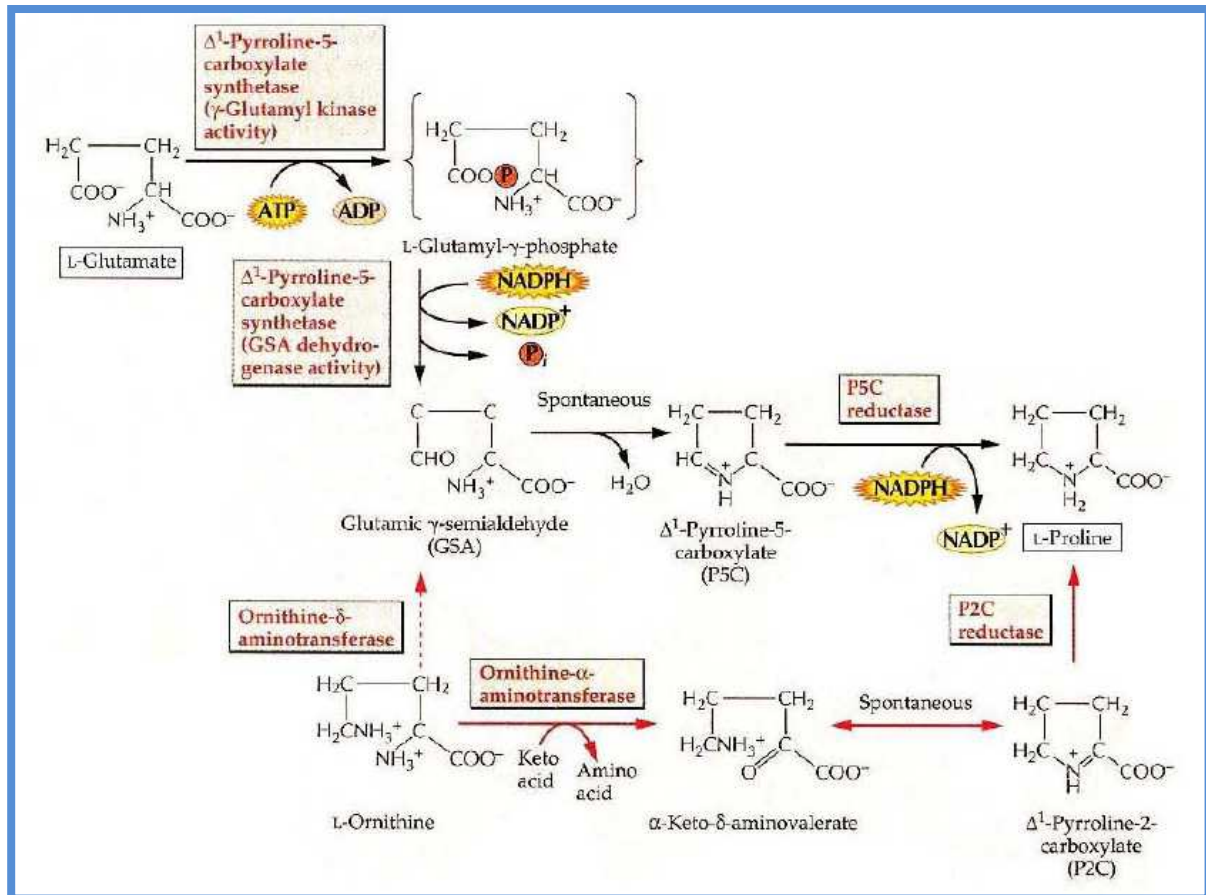 Δ¹-Pyrroline-5-
carboxylate
synthetase
(γ-Glutamyl kinase
activity)
H₂C
CH₂
COO⁻
CH
NH₃⁺
COO⁻
ATP
ADP
H₂C
CH₂
COO P
CH
NH₃⁺
COO⁻
L-Glutamate
L-Glutamyl-γ-phosphate
Δ¹-Pyrroline-5-
carboxylate
synthetase
(GSA dehydro-
genase activity)
NADPH
NADP⁺
Pᵢ
C
C
CHO
C
NH₃⁺
COO⁻
Glutamic γ-semialdehyde
(GSA)
Spontaneous
H₂O
H₂C
CH₂
HC
C
N⁺
H
COO⁻
Δ¹-Pyrroline-5-
carboxylate
(P5C)
P5C
reductase
NADPH
NADP⁺
H₂C
CH₂
H₂C
C
N⁺
H₂
COO⁻
L-Proline
Ornithine-δ-
aminotransferase
P2C
reductase
H₂C
CH₂
H₂CNH₃⁺
C
NH₃⁺
COO⁻
L-Ornithine
Ornithine-α-
aminotransferase
Keto
acid
Amino
acid
H₂C
CH₂
H₂CNH₃⁺
C
O
COO⁻
α-Keto-δ-aminovalerate
Spontaneous
H₂C
CH₂
H₂C
C
N⁺
H
COO⁻
Δ¹-Pyrroline-2-
carboxylate
(P2C)